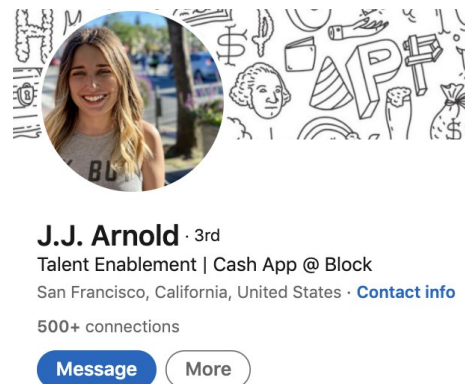 J.J. Arnold · 3rd
Talent Enablement | Cash App @ Block
San Francisco, California, United States · Contact info
500+ connections
Message
More